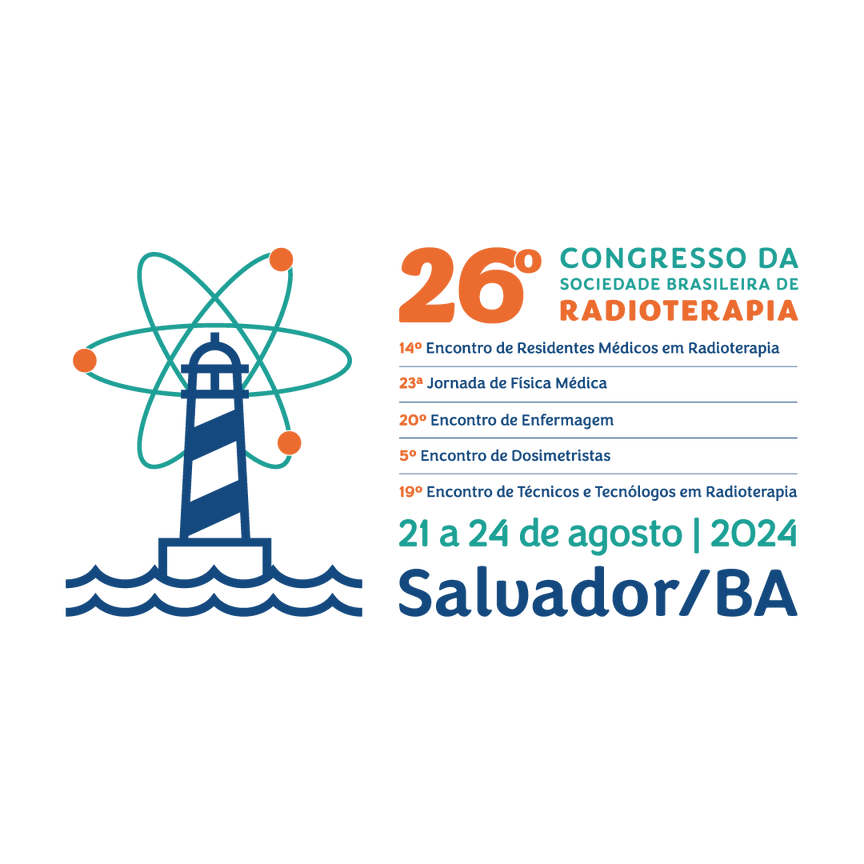 26º CONGRESSO DA
SOCIEDADE BRASILEIRA DE
RADIOTERAPIA
14º Encontro de Residentes Médicos em Radioterapia
23ª Jornada de Física Médica
20º Encontro de Enfermagem
5º Encontro de Dosimetristas
19º Encontro de Técnicos e Tecnólogos em Radioterapia
21 a 24 de agosto | 2024
Salvador/BA